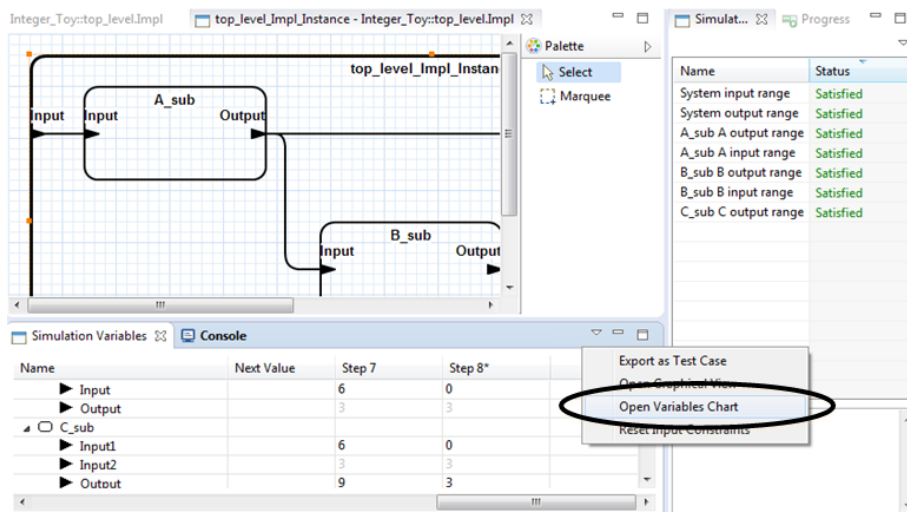 Integer_Toy::top_level.Impl
top_level_Impl_Instance - Integer_Toy::top_level.Impl
top_level_Impl_Instan
A_sub
Input
Input
Output
B_sub
Input
Output
Palette
Select
Marquee
Simulat...
Progress
Name Status
System input range Satisfied
System output range Satisfied
A_sub A output range Satisfied
A_sub A input range Satisfied
B_sub B output range Satisfied
B_sub B input range Satisfied
C_sub C output range Satisfied
Simulation Variables
Console
Name Next Value Step 7 Step 8*
Input 6 0
Output 3 3
C_sub
Input1 6 0
Input2 3 3
Output 9 3
Export as Test Case
Open Graphical View
Open Variables Chart
Reset Input Constraints